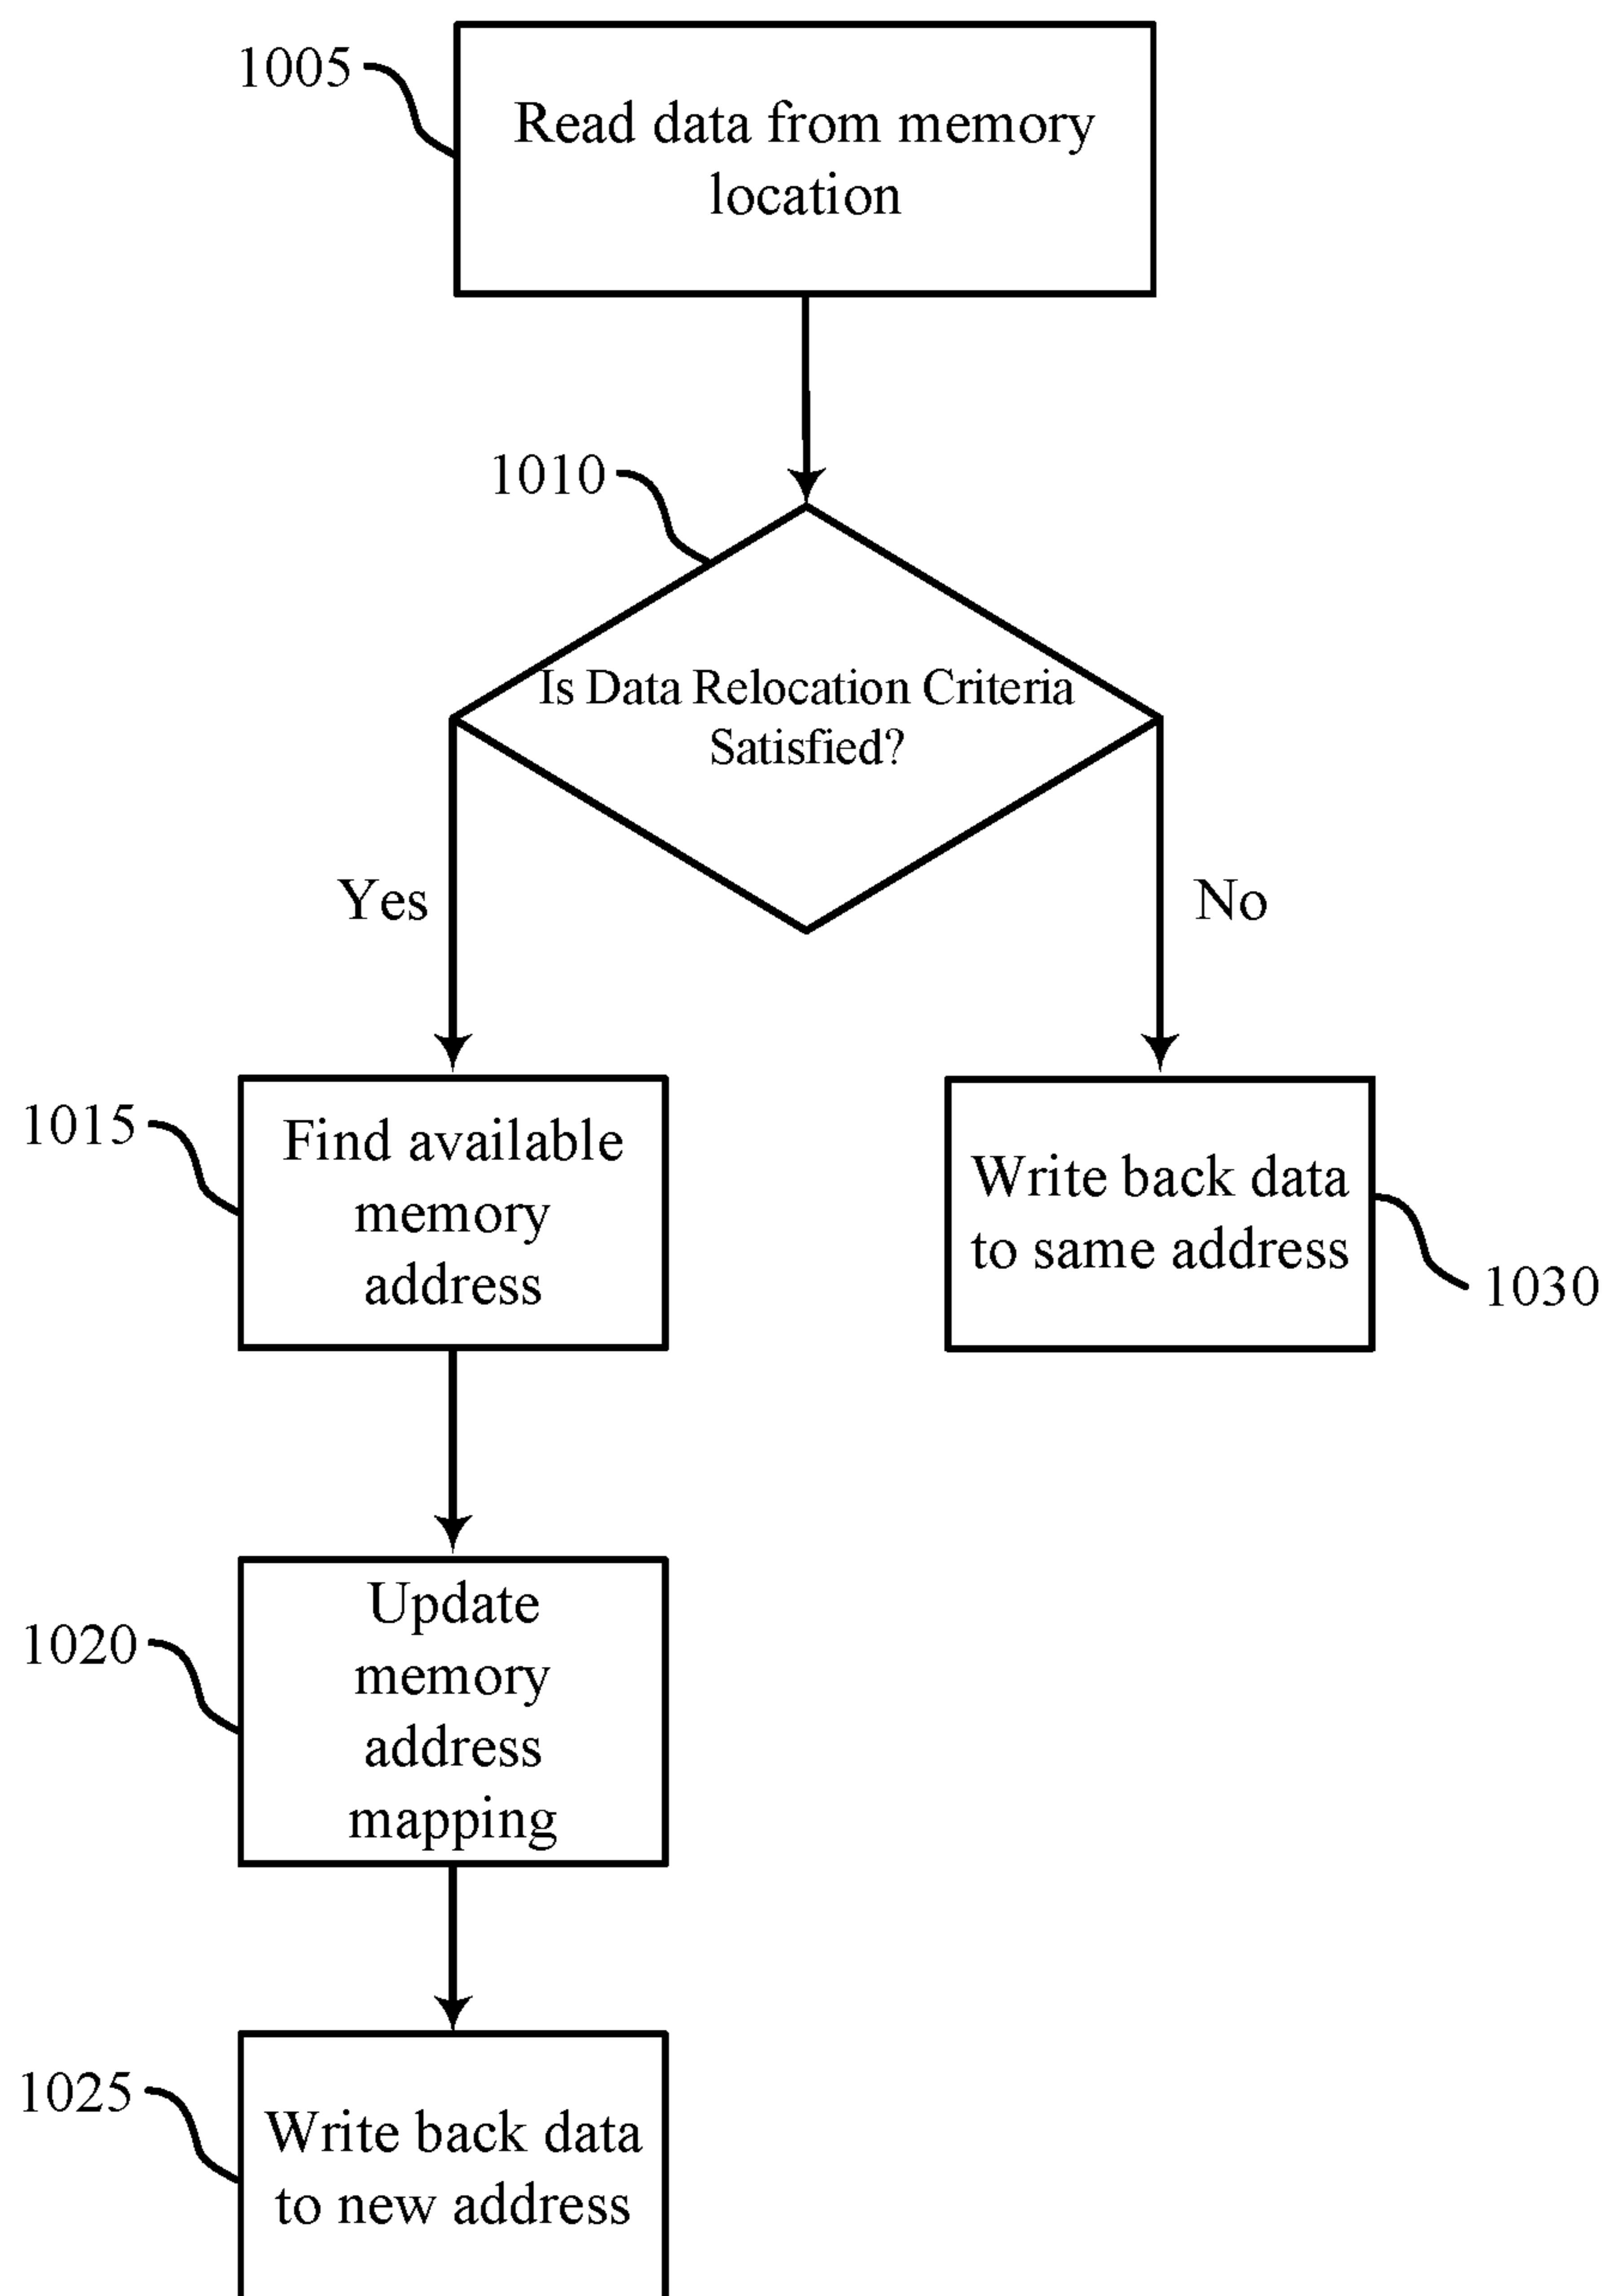 1005
Read data from memory
location
1010
Is Data Relocation Criteria
Satisfied?
Yes
No
1015
Find available
memory
address
Write back data
to same address
1030
1020
Update
memory
address
mapping
1025
Write back data
to new address